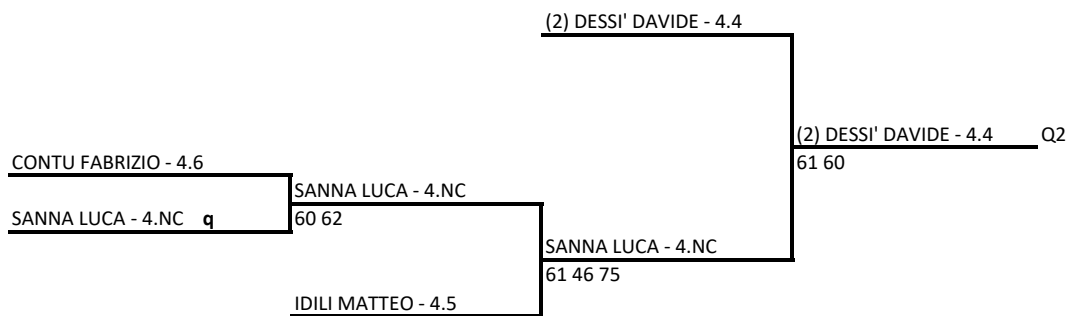 (2) DESSI' DAVIDE - 4.4
(2) DESSI' DAVIDE - 4.4 Q2
CONTU FABRIZIO - 4.6
61 60
SANNA LUCA - 4.NC
SANNA LUCA - 4.NC q
60 62
SANNA LUCA - 4.NC
61 46 75
IDILI MATTEO - 4.5